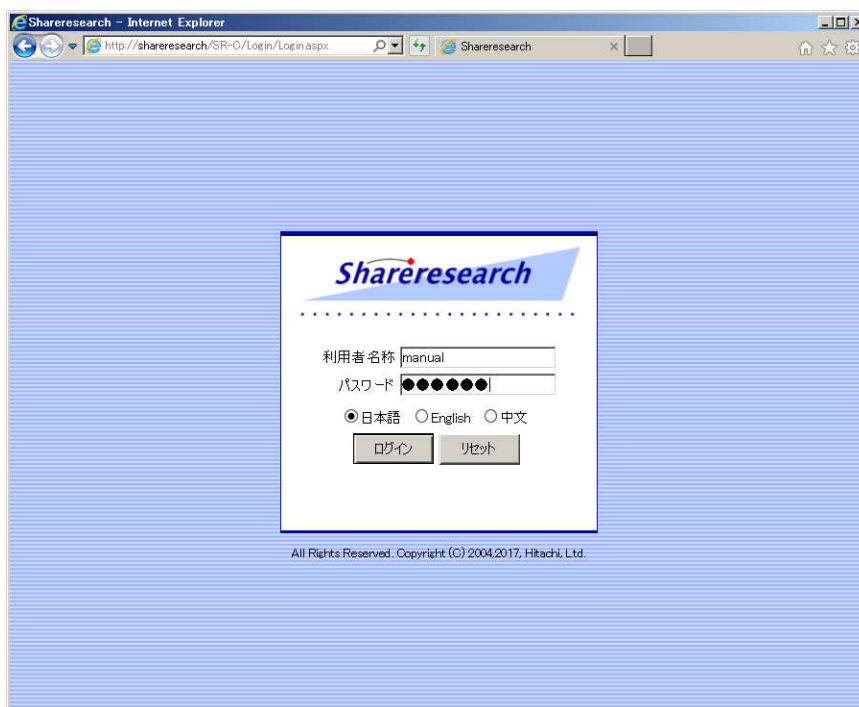 Shareresearch - Internet Explorer
http://shareresearch/SR-C/Login/Login.aspx
Shareresearch
Shareresearch
利用者名称 manual
パスワード ●●●●●●
日本語 English 中文
ログイン リセット
All Rights Reserved. Copyright (C) 2004,2017, Hitachi, Ltd.